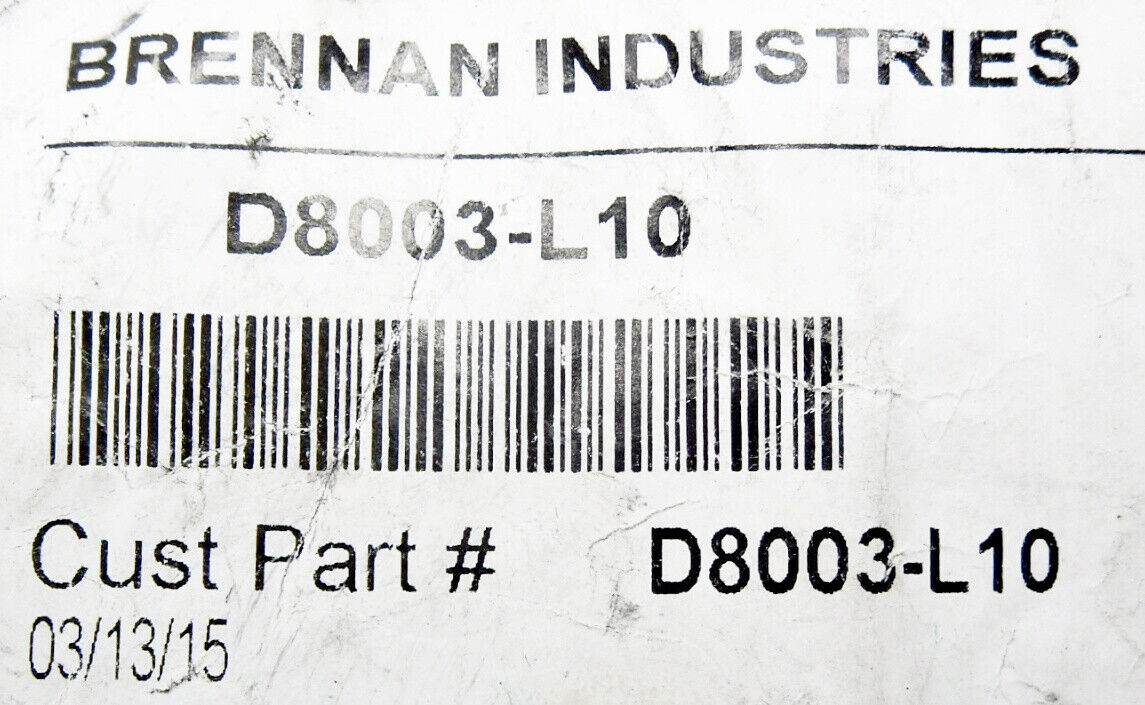 BRENNAN INDUSTRIES
D8003-L10
Cust Part # D8003-L10
03/13/15